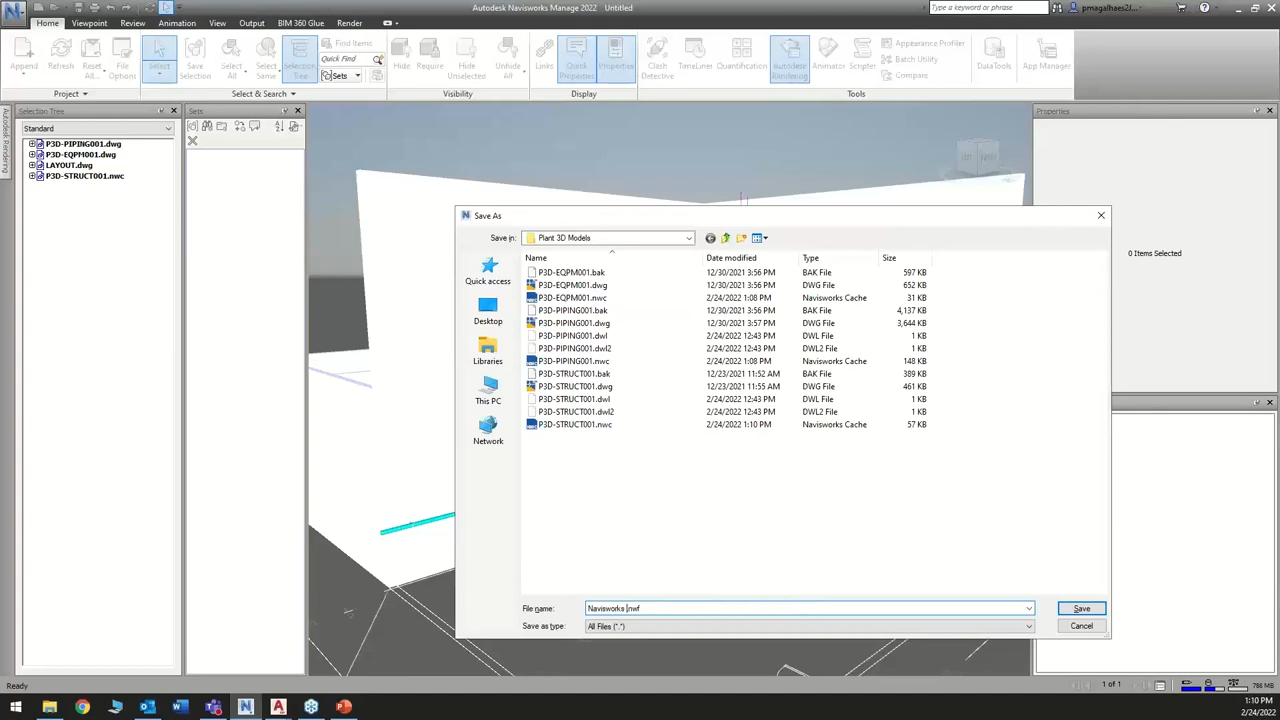 Autodesk Navisworks Manage 2022 Untitled
Type a keyword or phrase
pmagalhaes2J...
Home Viewpoint Review Animation View Output BIM 360 Glue Render
Append
Refresh
Reset All...
File Options
Select
Save Selection
Select All
Select Same
Selection Tree
Find Items
Quick Find
Sets
Hide
Require
Hide Unselected
Unhide All
Links
Quick Properties
Properties
Clash Detective
TimeLiner
Quantification
Autodesk Rendering
Animator
Scripter
Appearance Profiler
Batch Utility
Compare
DataTools
App Manager
Project
Select & Search
Visibility
Display
Tools
Autodesk Rendering
Selection Tree
Sets
Properties
Standard
P3D-PIPING001.dwg
P3D-EQPM001.dwg
LAYOUT.dwg
P3D-STRUCT001.nwc
0 Items Selected
Save As
Save in: Plant 3D Models
Name Date modified Type Size
P3D-EQPM001.bak 12/30/2021 3:56 PM BAK File 597 KB
P3D-EQPM001.dwg 12/30/2021 3:56 PM DWG File 652 KB
P3D-EQPM001.nwc 2/24/2022 1:08 PM Navisworks Cache 31 KB
P3D-PIPING001.bak 12/30/2021 3:56 PM BAK File 4,137 KB
P3D-PIPING001.dwg 12/30/2021 3:57 PM DWG File 3,644 KB
P3D-PIPING001.dwl 2/24/2022 12:43 PM DWL File 1 KB
P3D-PIPING001.dwl2 2/24/2022 12:43 PM DWL2 File 1 KB
P3D-PIPING001.nwc 2/24/2022 1:08 PM Navisworks Cache 148 KB
P3D-STRUCT001.bak 12/23/2021 11:52 AM BAK File 389 KB
P3D-STRUCT001.dwg 12/23/2021 11:55 AM DWG File 461 KB
P3D-STRUCT001.dwl 2/24/2022 12:43 PM DWL File 1 KB
P3D-STRUCT001.dwl2 2/24/2022 12:43 PM DWL2 File 1 KB
P3D-STRUCT001.nwc 2/24/2022 1:10 PM Navisworks Cache 57 KB
Quick access
Desktop
Libraries
This PC
Network
File name: Navisworks .nwf
Save
Save as type: All Files (*.*)
Cancel
Ready
1 of 1
786 MB
1:10 PM
2/24/2022